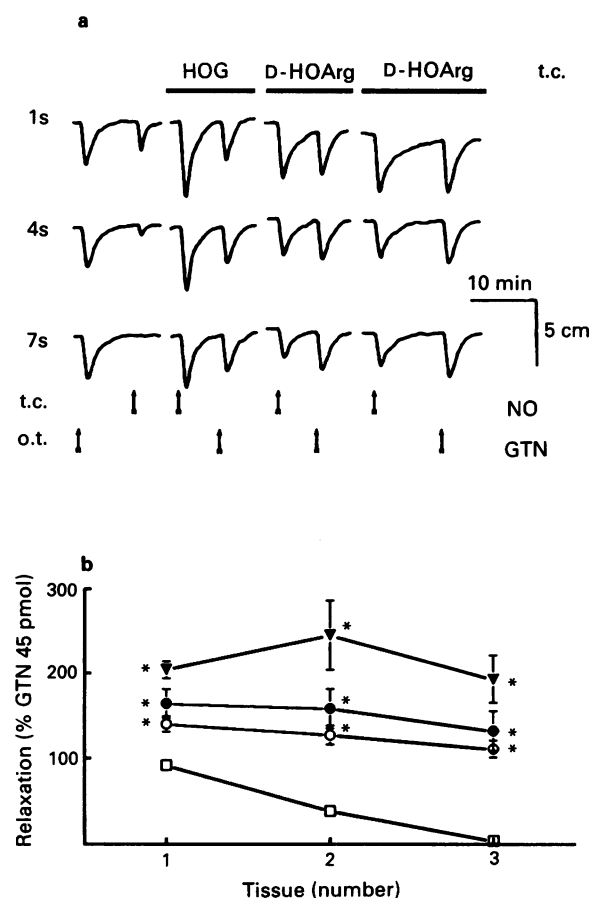 a
HOG D-HOArg D-HOArg t.c.
1s
4s
10 min
5 cm
7s
t.c. NO
o.t. GTN
b
Relaxation (% GTN 45 pmol)
300
200
100
* * *
* * *
* * *
1 2 3
Tissue (number)